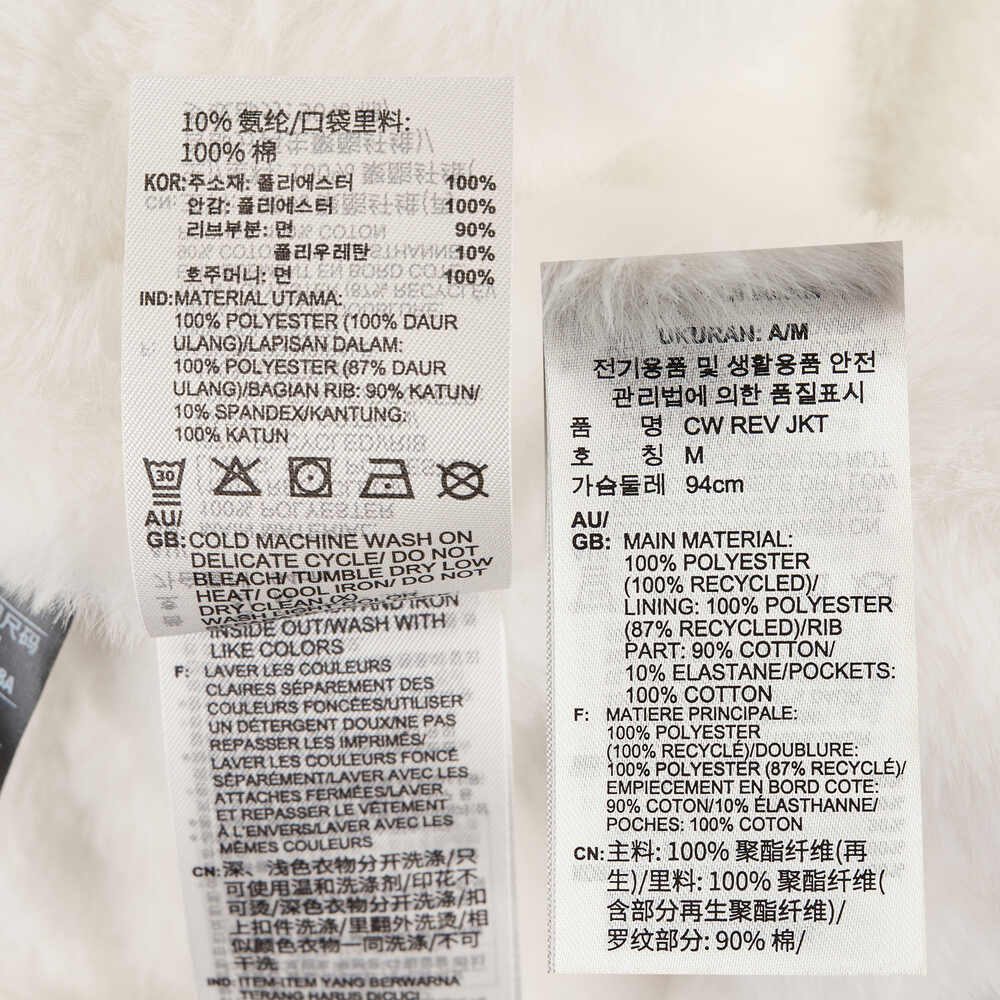 10% 氨纶/口袋里料:
100% 棉
KOR:주소재: 폴리에스터 100%
안감: 폴리에스터 100%
리브부분: 면 90%
폴리우레탄 10%
호주머니: 면 100%
IND:MATERIAL UTAMA:
100% POLYESTER (100% DAUR
ULANG)/LAPISAN DALAM:
100% POLYESTER (87% DAUR
ULANG)/BAGIAN RIB: 90% KATUN/
10% SPANDEX/KANTUNG:
100% KATUN
30
AU/
GB: COLD MACHINE WASH ON
DELICATE CYCLE/ DO NOT
BLEACH/ TUMBLE DRY LOW
HEAT/ COOL IRON/ DO NOT
DRY CLEAN
AND IRON
INSIDE OUT/WASH WITH
LIKE COLORS
F: LAVER LES COULEURS
CLAIRES SÉPAREMENT DES
COULEURS FONCÉES/UTILISER
UN DÉTERGENT DOUX/NE PAS
REPASSER LES IMPRIMÉS/
LAVER LES COULEURS FONCÉ
SÉPARÉMENT/LAVER AVEC LES
ATTACHES FERMÉES/LAVER
ET REPASSER LE VÊTEMENT
À L'ENVERS/LAVER AVEC LES
MÊMES COULEURS
CN: 深、浅色衣物分开洗涤/只
可使用温和洗涤剂/印花不
可烫/深色衣物分开洗涤/扣
上扣件洗涤/里翻外洗烫/相
似颜色衣物一同洗涤/不可
干洗
IND: ITEM-ITEM YANG BERWARNA
TERANG HARUS DICUCI
尺码
UKURAN: A/M
전기용품 및 생활용품 안전
관리법에 의한 품질표시
품 명 CW REV JKT
호 칭 M
가슴둘레 94cm
AU/
GB: MAIN MATERIAL:
100% POLYESTER
(100% RECYCLED)/
LINING: 100% POLYESTER
(87% RECYCLED)/RIB
PART: 90% COTTON/
10% ELASTANE/POCKETS:
100% COTTON
F: MATIERE PRINCIPALE:
100% POLYESTER
(100% RECYCLÉ)/DOUBLURE:
100% POLYESTER (87% RECYCLÉ)/
EMPIECEMENT EN BORD COTE:
90% COTON/10% ÉLASTHANNE/
POCHES: 100% COTON
CN: 主料: 100% 聚酯纤维(再
生)/里料: 100% 聚酯纤维(
含部分再生聚酯纤维)/
罗纹部分: 90% 棉/